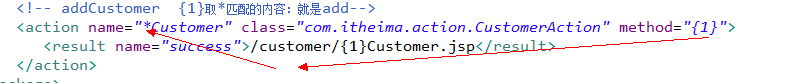 <!-- addCustomer  {1}取*匹配的内容：就是add-->
<action name="*Customer" class="com.itheima.action.CustomerAction" method="{1}">
<result name="success">/customer/{1}Customer.jsp</result>
</action>